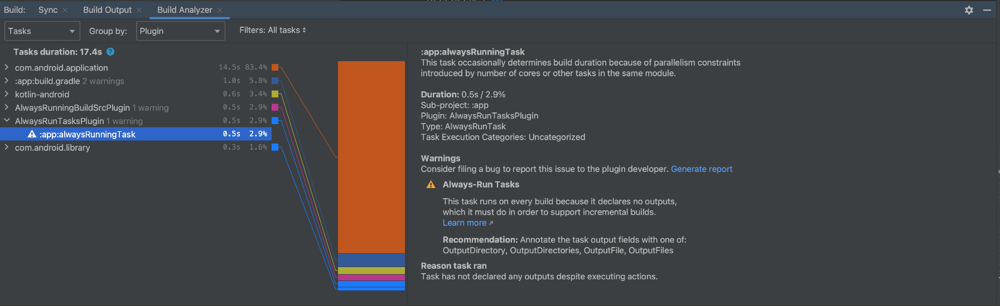 Build: Sync Build Output Build Analyzer
Tasks Group by: Plugin Filters: All tasks
Tasks duration: 17.4s ?
com.android.application 14.5s 83.4%
:app:build.gradle 2 warnings 1.0s 5.8%
kotlin-android 0.6s 3.4%
AlwaysRunningBuildSrcPlugin 1 warning 0.5s 2.9%
AlwaysRunTasksPlugin 1 warning 0.5s 2.9%
:app:alwaysRunningTask 0.5s 2.9%
com.android.library 0.3s 1.6%
:app:alwaysRunningTask
This task occasionally determines build duration because of parallelism constraints
introduced by number of cores or other tasks in the same module.
Duration: 0.5s / 2.9%
Sub-project: :app
Plugin: AlwaysRunTasksPlugin
Type: AlwaysRunTask
Task Execution Categories: Uncategorized
Warnings
Consider filing a bug to report this issue to the plugin developer. Generate report
Always-Run Tasks
This task runs on every build because it declares no outputs,
which it must do in order to support incremental builds.
Learn more
Recommendation: Annotate the task output fields with one of:
OutputDirectory, OutputDirectories, OutputFile, OutputFiles
Reason task ran
Task has not declared any outputs despite executing actions.